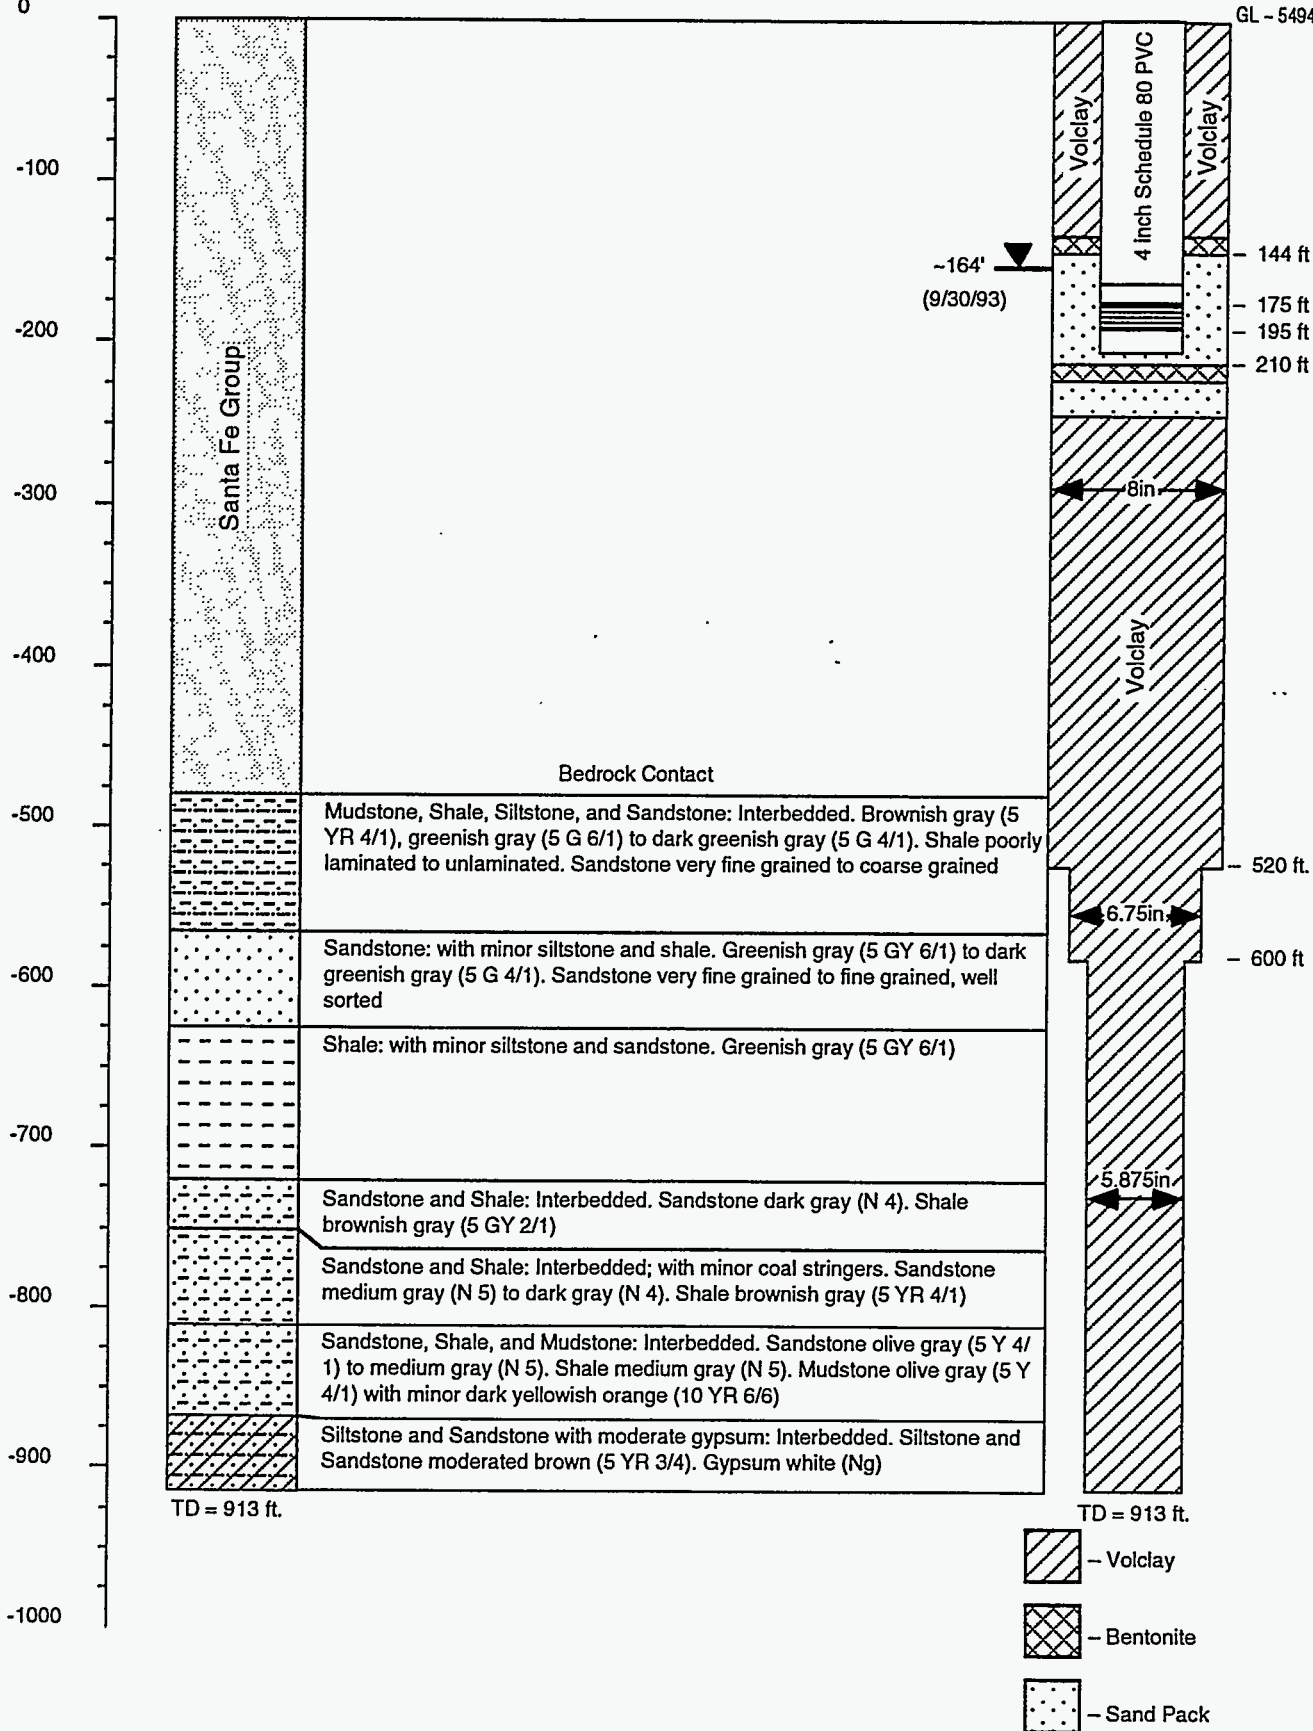 0
GL - 5494
-100
-200
-300
-400
-500
-600
-700
-800
-900
-1000
Santa Fe Group
Bedrock Contact
Mudstone, Shale, Siltstone, and Sandstone: Interbedded. Brownish gray (5
YR 4/1), greenish gray (5 G 6/1) to dark greenish gray (5 G 4/1). Shale poorly
laminated to unlaminated. Sandstone very fine grained to coarse grained
Sandstone: with minor siltstone and shale. Greenish gray (5 GY 6/1) to dark
greenish gray (5 G 4/1). Sandstone very fine grained to fine grained, well
sorted
Shale: with minor siltstone and sandstone. Greenish gray (5 GY 6/1)
Sandstone and Shale: Interbedded. Sandstone dark gray (N 4). Shale
brownish gray (5 GY 2/1)
Sandstone and Shale: Interbedded; with minor coal stringers. Sandstone
medium gray (N 5) to dark gray (N 4). Shale brownish gray (5 YR 4/1)
Sandstone, Shale, and Mudstone: Interbedded. Sandstone olive gray (5 Y 4/
1) to medium gray (N 5). Shale medium gray (N 5). Mudstone olive gray (5 Y
4/1) with minor dark yellowish orange (10 YR 6/6)
Siltstone and Sandstone with moderate gypsum: Interbedded. Siltstone and
Sandstone moderated brown (5 YR 3/4). Gypsum white (Ng)
TD = 913 ft.
Volclay
4 inch Schedule 80 PVC
Volclay
~164'
(9/30/93)
144 ft
175 ft
195 ft
210 ft
8in
Volclay
520 ft.
6.75in
600 ft
5.875in
TD = 913 ft.
- Volclay
- Bentonite
- Sand Pack